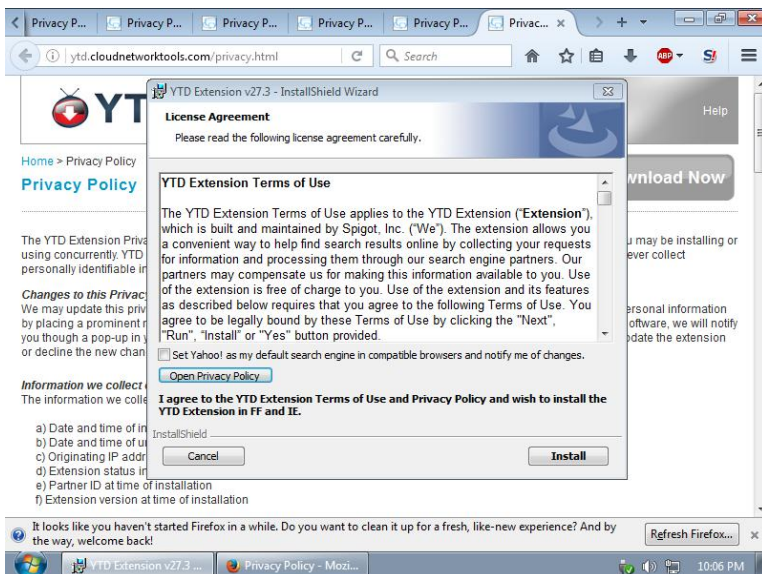 Privacy P...
Privacy P...
Privacy P...
Privacy P...
Privacy P...
Privac...
ytd.cloudnetworktools.com/privacy.html
Search
ABP
S!
YT
Help
Home > Privacy Policy
Privacy Policy
wnload Now
The YTD Extension Priva
u may be installing or
using concurrently. YTD
ever collect
personally identifiable in
Changes to this Privac
We may update this priv
ersonal information
by placing a prominent r
oftware, we will notify
you though a pop-up in y
pdate the extension
or decline the new chan
Information we collect
The information we colle
a) Date and time of in
b) Date and time of u
c) Originating IP addr
d) Extension status in
e) Partner ID at time of installation
f) Extension version at time of installation
YTD Extension v27.3 - InstallShield Wizard
License Agreement
Please read the following license agreement carefully.
YTD Extension Terms of Use
The YTD Extension Terms of Use applies to the YTD Extension (“Extension”),
which is built and maintained by Spigot, Inc. (“We”). The extension allows you
a convenient way to help find search results online by collecting your requests
for information and processing them through our search engine partners. Our
partners may compensate us for making this information available to you. Use
of the extension is free of charge to you. Use of the extension and its features
as described below requires that you agree to the following Terms of Use. You
agree to be legally bound by these Terms of Use by clicking the "Next",
"Run", “Install” or "Yes" button provided.
Set Yahoo! as my default search engine in compatible browsers and notify me of changes.
Open Privacy Policy
I agree to the YTD Extension Terms of Use and Privacy Policy and wish to install the
YTD Extension in FF and IE.
InstallShield
Cancel
Install
It looks like you haven't started Firefox in a while. Do you want to clean it up for a fresh, like-new experience? And by
the way, welcome back!
Refresh Firefox...
YTD Extension v27.3 ...
Privacy Policy - Mozi...
10:06 PM